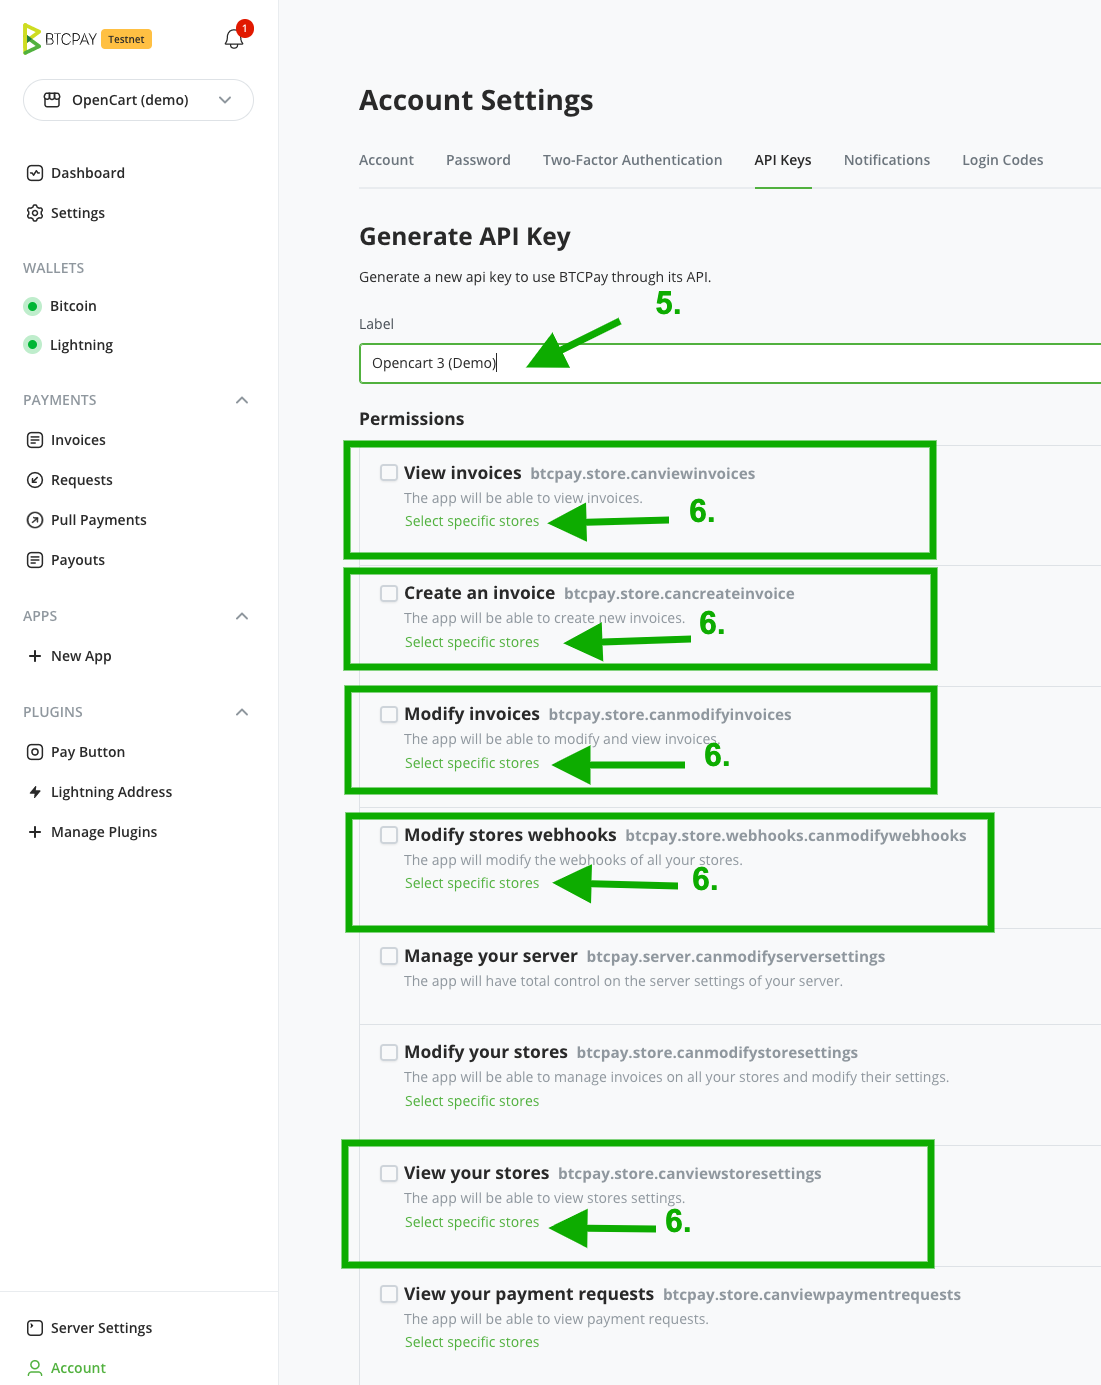 BTCPAY Testnet
1
OpenCart (demo)
Dashboard
Settings
WALLETS
Bitcoin
Lightning
PAYMENTS
Invoices
Requests
Pull Payments
Payouts
APPS
New App
PLUGINS
Pay Button
Lightning Address
Manage Plugins
Server Settings
Account
Account Settings
Account Password Two-Factor Authentication API Keys Notifications Login Codes
Generate API Key
Generate a new api key to use BTCPay through its API.
5.
Label
Opencart 3 (Demo)
Permissions
View invoices btcpay.store.canviewinvoices
The app will be able to view invoices.
Select specific stores 6.
Create an invoice btcpay.store.cancreateinvoice
The app will be able to create new invoices.
Select specific stores 6.
Modify invoices btcpay.store.canmodifyinvoices
The app will be able to modify and view invoices.
Select specific stores 6.
Modify stores webhooks btcpay.store.webhooks.canmodifywebhooks
The app will modify the webhooks of all your stores.
Select specific stores 6.
Manage your server btcpay.server.canmodifyserversettings
The app will have total control on the server settings of your server.
Modify your stores btcpay.store.canmodifystoresettings
The app will be able to manage invoices on all your stores and modify their settings.
Select specific stores
View your stores btcpay.store.canviewstoresettings
The app will be able to view stores settings.
Select specific stores 6.
View your payment requests btcpay.store.canviewpaymentrequests
The app will be able to view payment requests.
Select specific stores